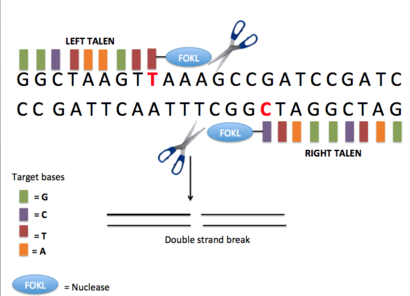 LEFT TALEN
FOKL
GGCTAAGTTAAAGCCGATCCGATC
CCGATTCAATTTCGGCTAGGCTAG
FOKL
RIGHT TALEN
Target bases
= G
= C
= T
= A
Double strand break
FOKL = Nuclease